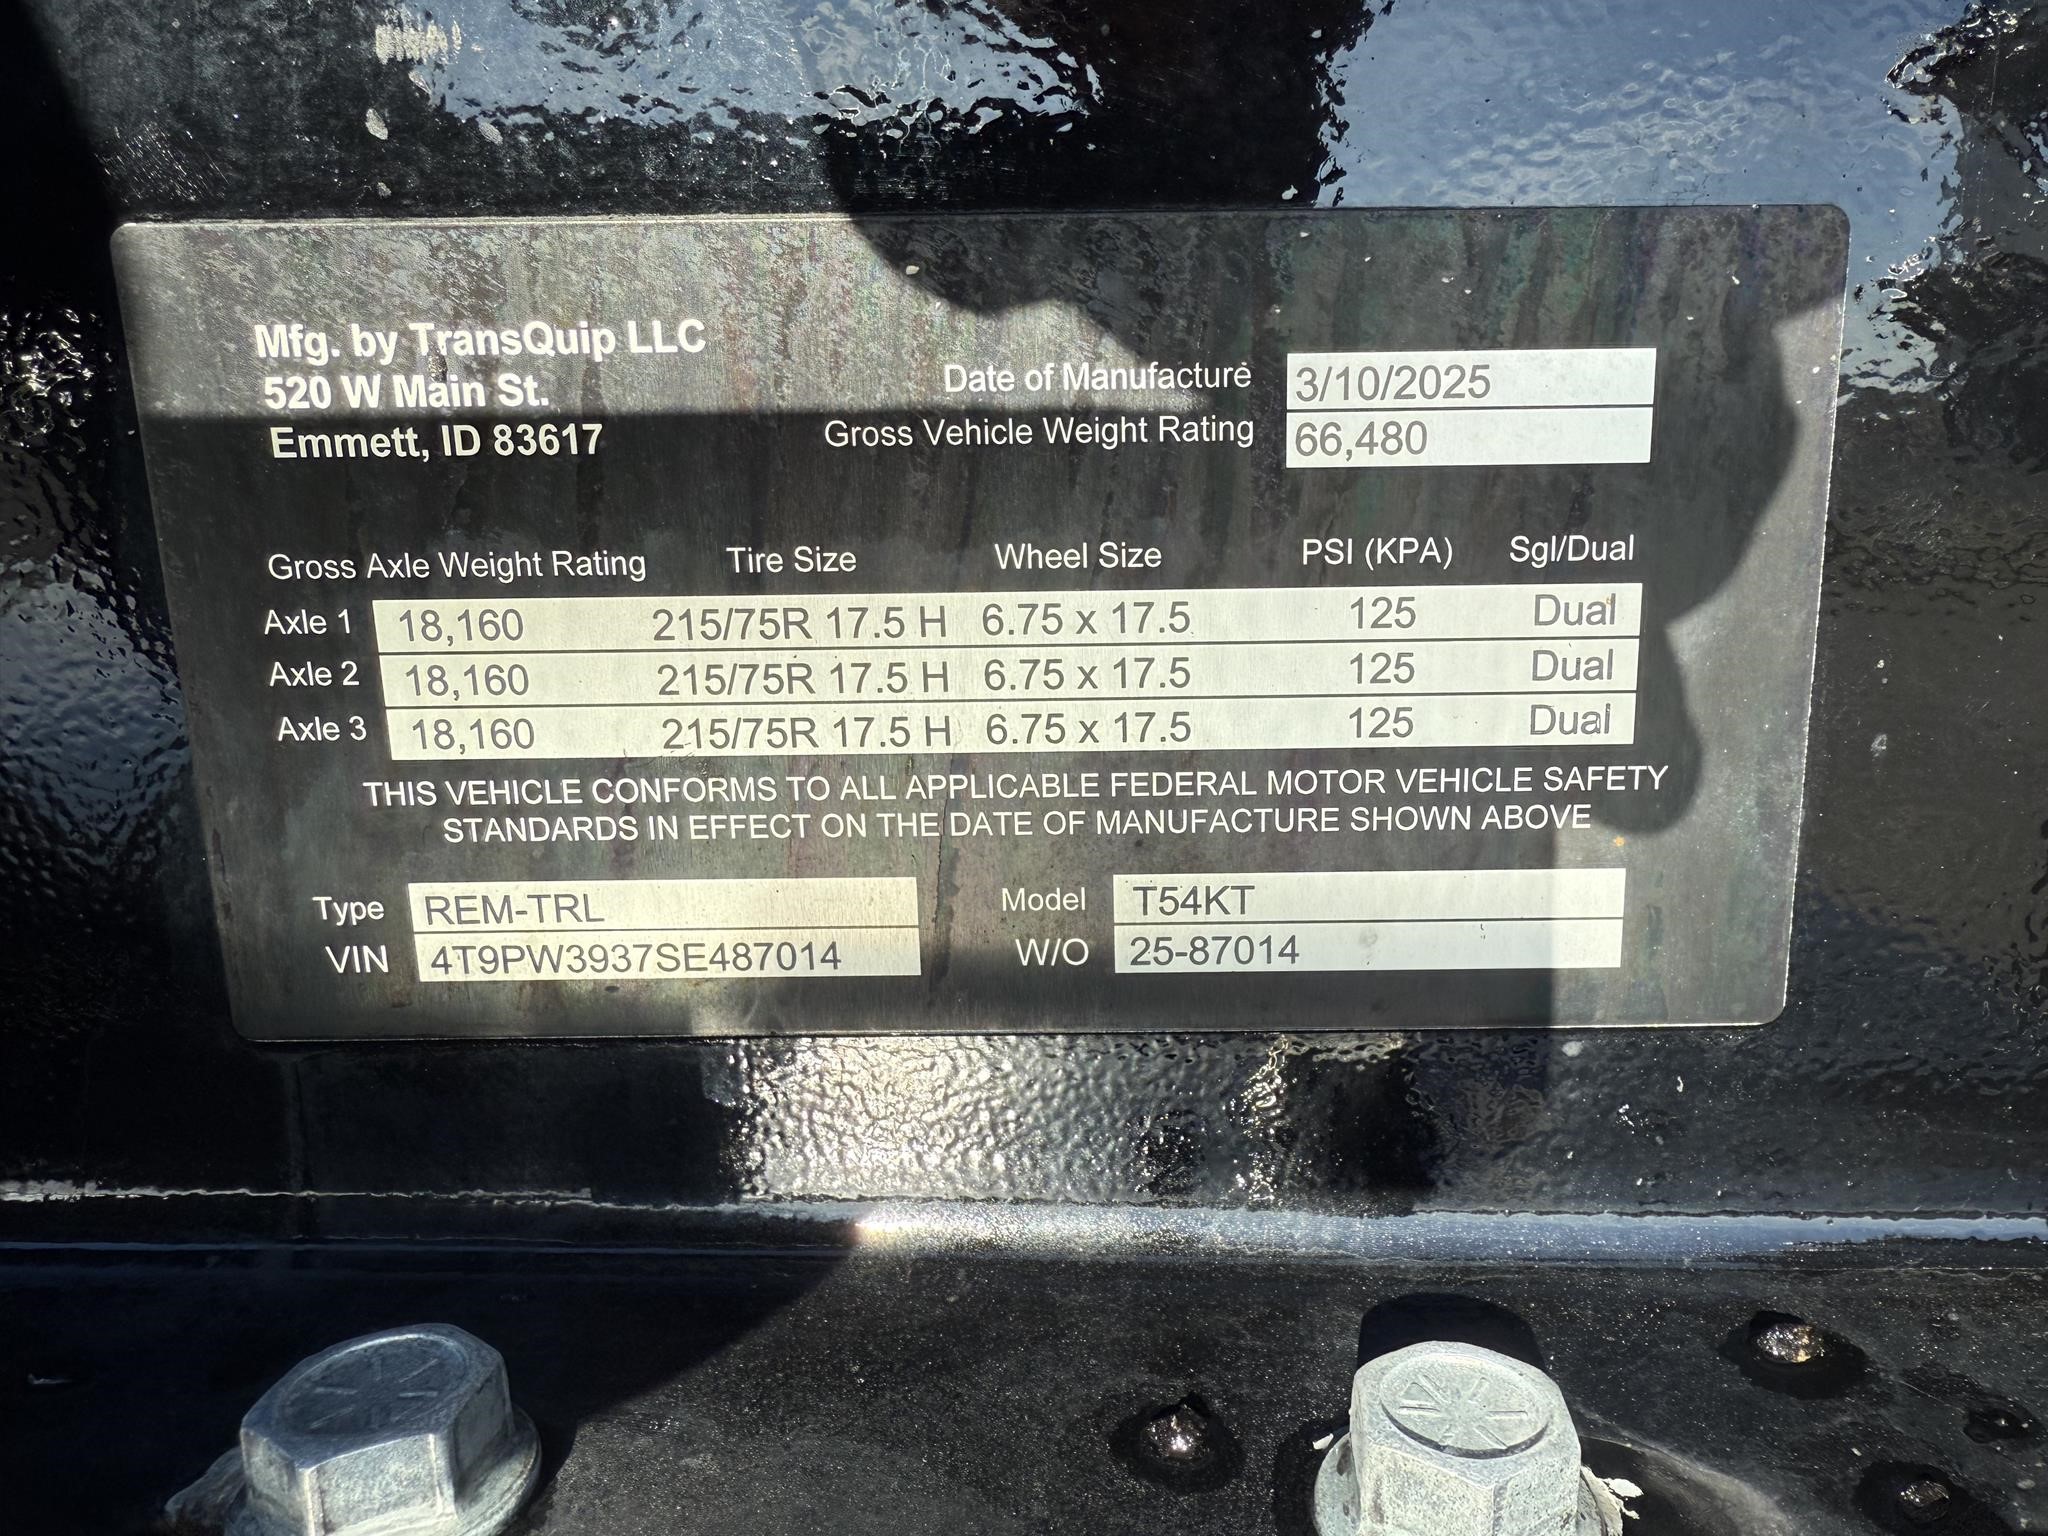 Mfg. by TransQuip LLC
520 W Main St.
Emmett, ID 83617
Date of Manufacture 3/10/2025
Gross Vehicle Weight Rating 66,480
Gross Axle Weight Rating Tire Size Wheel Size PSI (KPA) Sgl/Dual
Axle 1 18,160 215/75R 17.5 H 6.75 x 17.5 125 Dual
Axle 2 18,160 215/75R 17.5 H 6.75 x 17.5 125 Dual
Axle 3 18,160 215/75R 17.5 H 6.75 x 17.5 125 Dual
THIS VEHICLE CONFORMS TO ALL APPLICABLE FEDERAL MOTOR VEHICLE SAFETY
STANDARDS IN EFFECT ON THE DATE OF MANUFACTURE SHOWN ABOVE
Type REM-TRL Model T54KT
VIN 4T9PW3937SE487014 W/O 25-87014